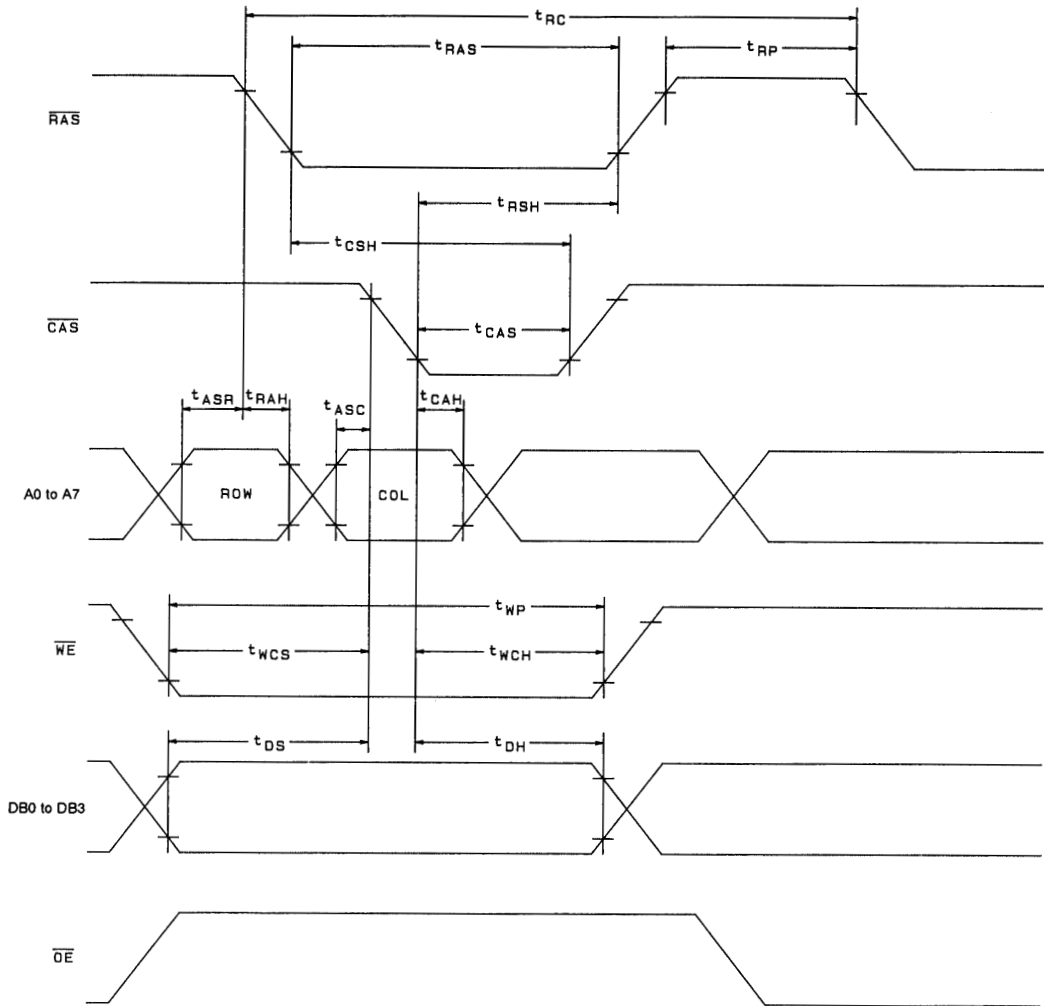 tRC
tRAS
tRP
RAS
tRSH
tCSH
CAS
tCAS
tASR
tRAH
tASC
tCAH
A0 to A7
ROW
COL
tWP
WE
tWCS
tWCH
tDS
tDH
DB0 to DB3
OE